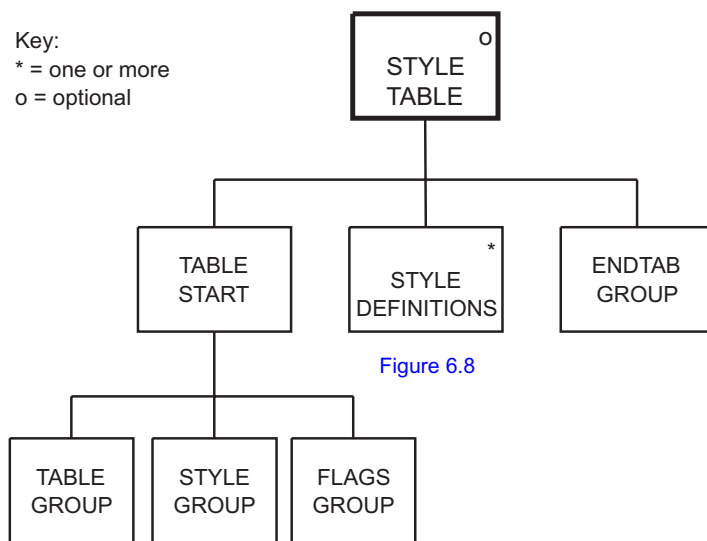 Key:
* = one or more
o = optional
o
STYLE
TABLE
TABLE
START
*
STYLE
DEFINITIONS
ENDTAB
GROUP
Figure 6.8
TABLE
GROUP
STYLE
GROUP
FLAGS
GROUP